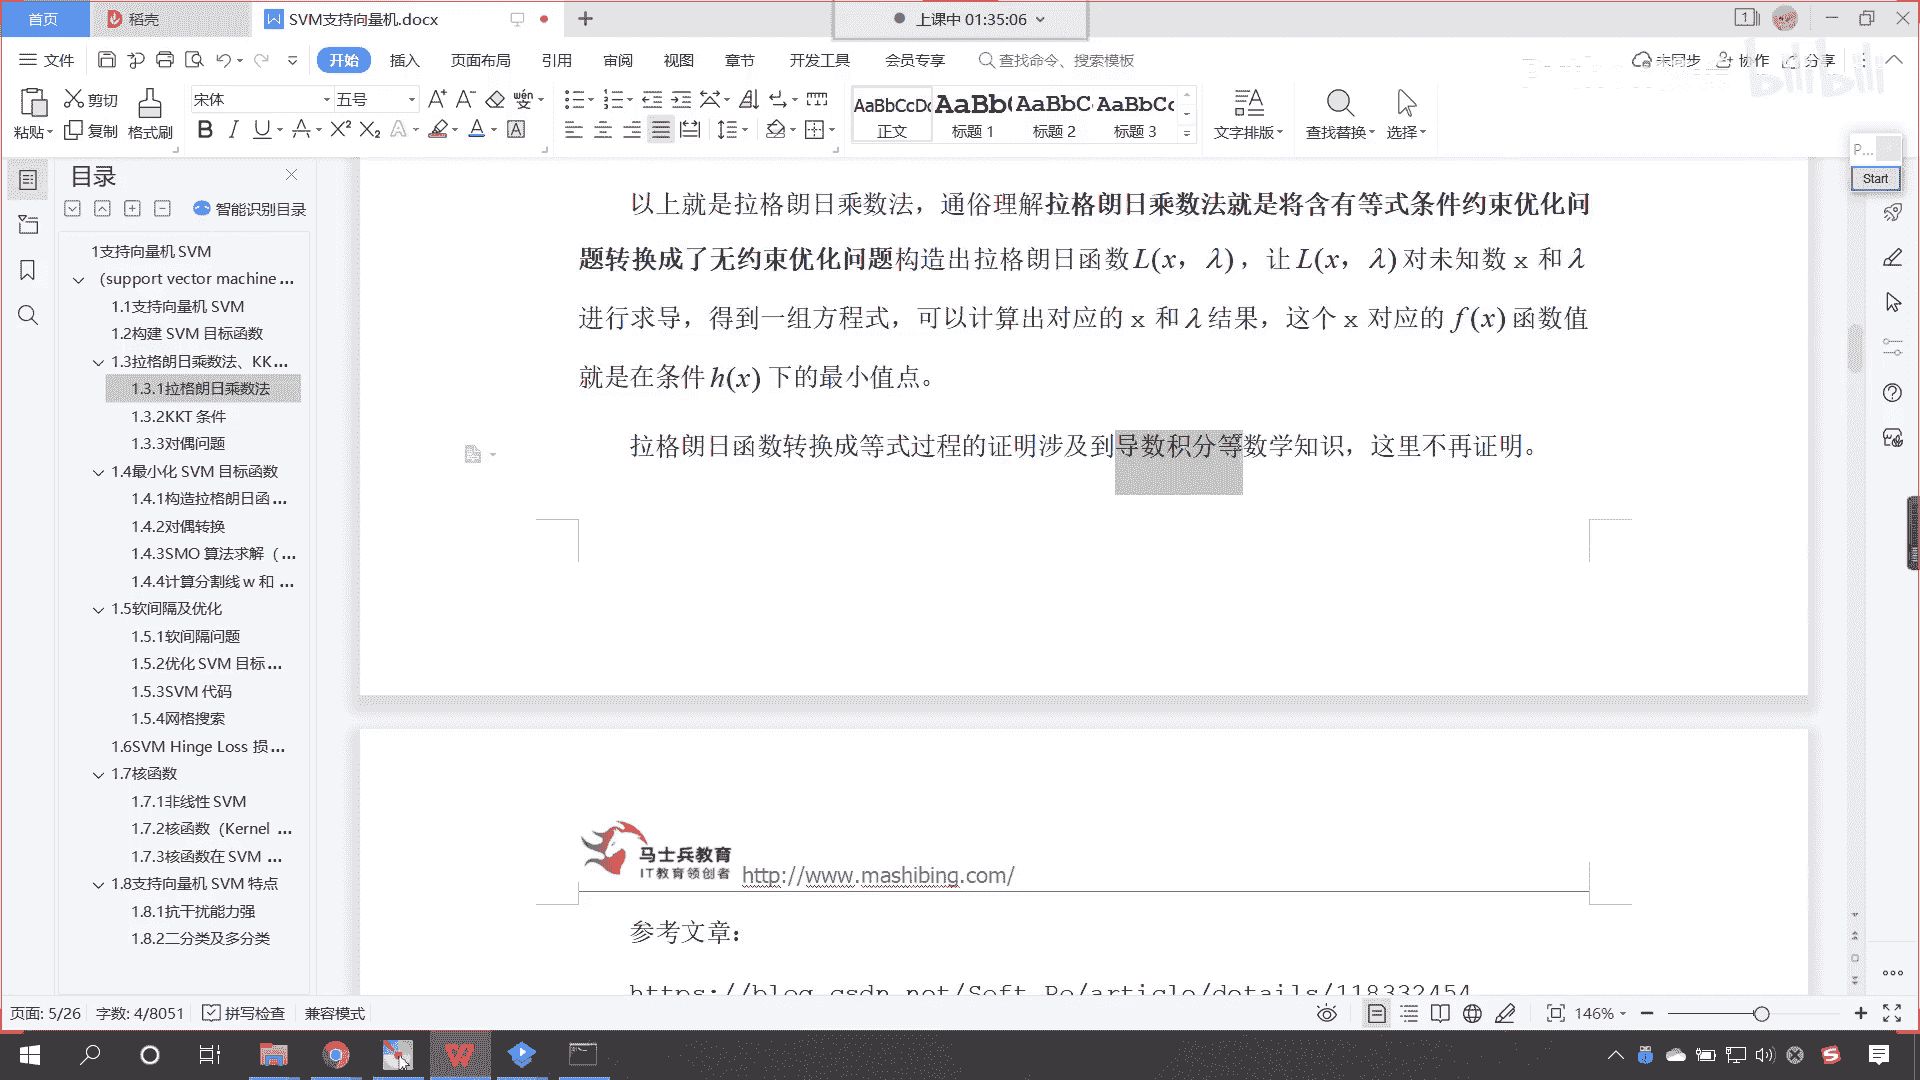 首页
稻壳
SVM支持向量机.docx
上课中 01:35:06
文件
开始 插入 页面布局 引用 审阅 视图 章节 开发工具 会员专享 查找命令、搜索模板
未同步 协作 分享
bilibili
粘贴 剪切 复制 格式刷
宋体 五号
AaBbCcDd AaBb( AaBbC AaBbCc
正文 标题 1 标题 2 标题 3
文字排版 查找替换 选择
P...
Start
目录
智能识别目录
1支持向量机 SVM
(support vector machine ...
1.1支持向量机 SVM
1.2构建 SVM 目标函数
1.3拉格朗日乘数法、KK...
1.3.1拉格朗日乘数法
1.3.2KKT 条件
1.3.3对偶问题
1.4最小化 SVM 目标函数
1.4.1构造拉格朗日函...
1.4.2对偶转换
1.4.3SMO 算法求解（...
1.4.4计算分割线 w 和 ...
1.5软间隔及优化
1.5.1软间隔问题
1.5.2优化 SVM 目标...
1.5.3SVM 代码
1.5.4网格搜索
1.6SVM Hinge Loss 损...
1.7核函数
1.7.1非线性 SVM
1.7.2核函数（Kernel ...
1.7.3核函数在 SVM ...
1.8支持向量机 SVM 特点
1.8.1抗干扰能力强
1.8.2二分类及多分类
以上就是拉格朗日乘数法，通俗理解拉格朗日乘数法就是将含有等式条件约束优化问
题转换成了无约束优化问题构造出拉格朗日函数L(x，λ)，让L(x，λ)对未知数 x 和λ
进行求导，得到一组方程式，可以计算出对应的 x 和λ结果，这个 x 对应的 f(x)函数值
就是在条件h(x)下的最小值点。
拉格朗日函数转换成等式过程的证明涉及到导数积分等数学知识，这里不再证明。
马士兵教育
IT教育领创者 http://www.mashibing.com/
参考文章：
https://blog.csdn.net/Soft_Po/article/details/118332454
页面: 5/26 字数: 4/8051 拼写检查 兼容模式
146%